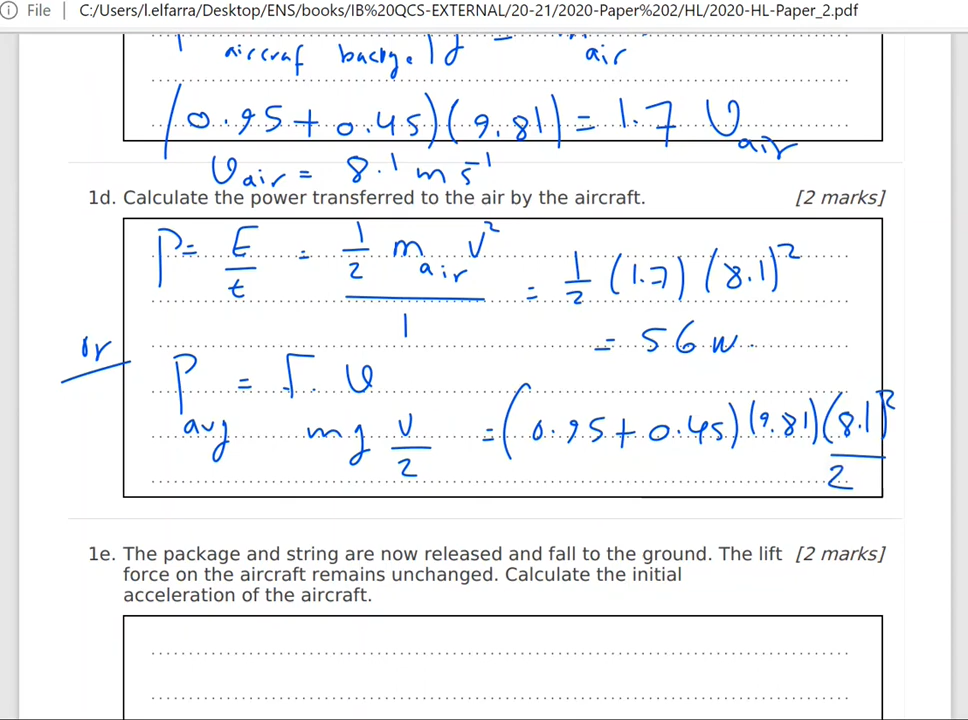 File | C:/Users/l.elfarra/Desktop/ENS/books/IB%20QCS-EXTERNAL/20-21/2020-Paper%202/HL/2020-HL-Paper_2.pdf
aircraf backge) g = air
(0.95 + 0.45)(9.81) = 1.7 v air
v air = 8.1 m s⁻¹
1d. Calculate the power transferred to the air by the aircraft. [2 marks]
P = E/t = ½ m air v² / 1 = ½ (1.7) (8.1)²
= 56 W
or
P avg = F. v
mg v/2 = (0.95 + 0.45)(9.81)(8.1)²/2
1e. The package and string are now released and fall to the ground. The lift [2 marks]
force on the aircraft remains unchanged. Calculate the initial
acceleration of the aircraft.